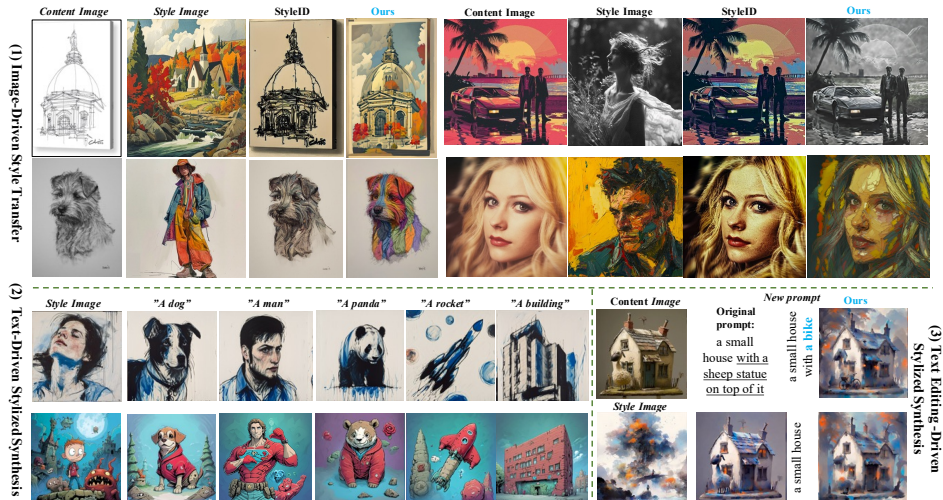 Content Image
Style Image
StyleID
Ours
Content Image
Style Image
StyleID
Ours
(1) Image-Driven Style Transfer
(2) Text-Driven Stylized Synthesis
Style Image
"A dog"
"A man"
"A panda"
"A rocket"
"A building"
Content Image
Original
prompt:
a small
house with a
sheep statue
on top of it
New prompt
a small house
with a bike
Ours
Style Image
a small house
(3) Text Editing-Driven
Stylized Synthesis